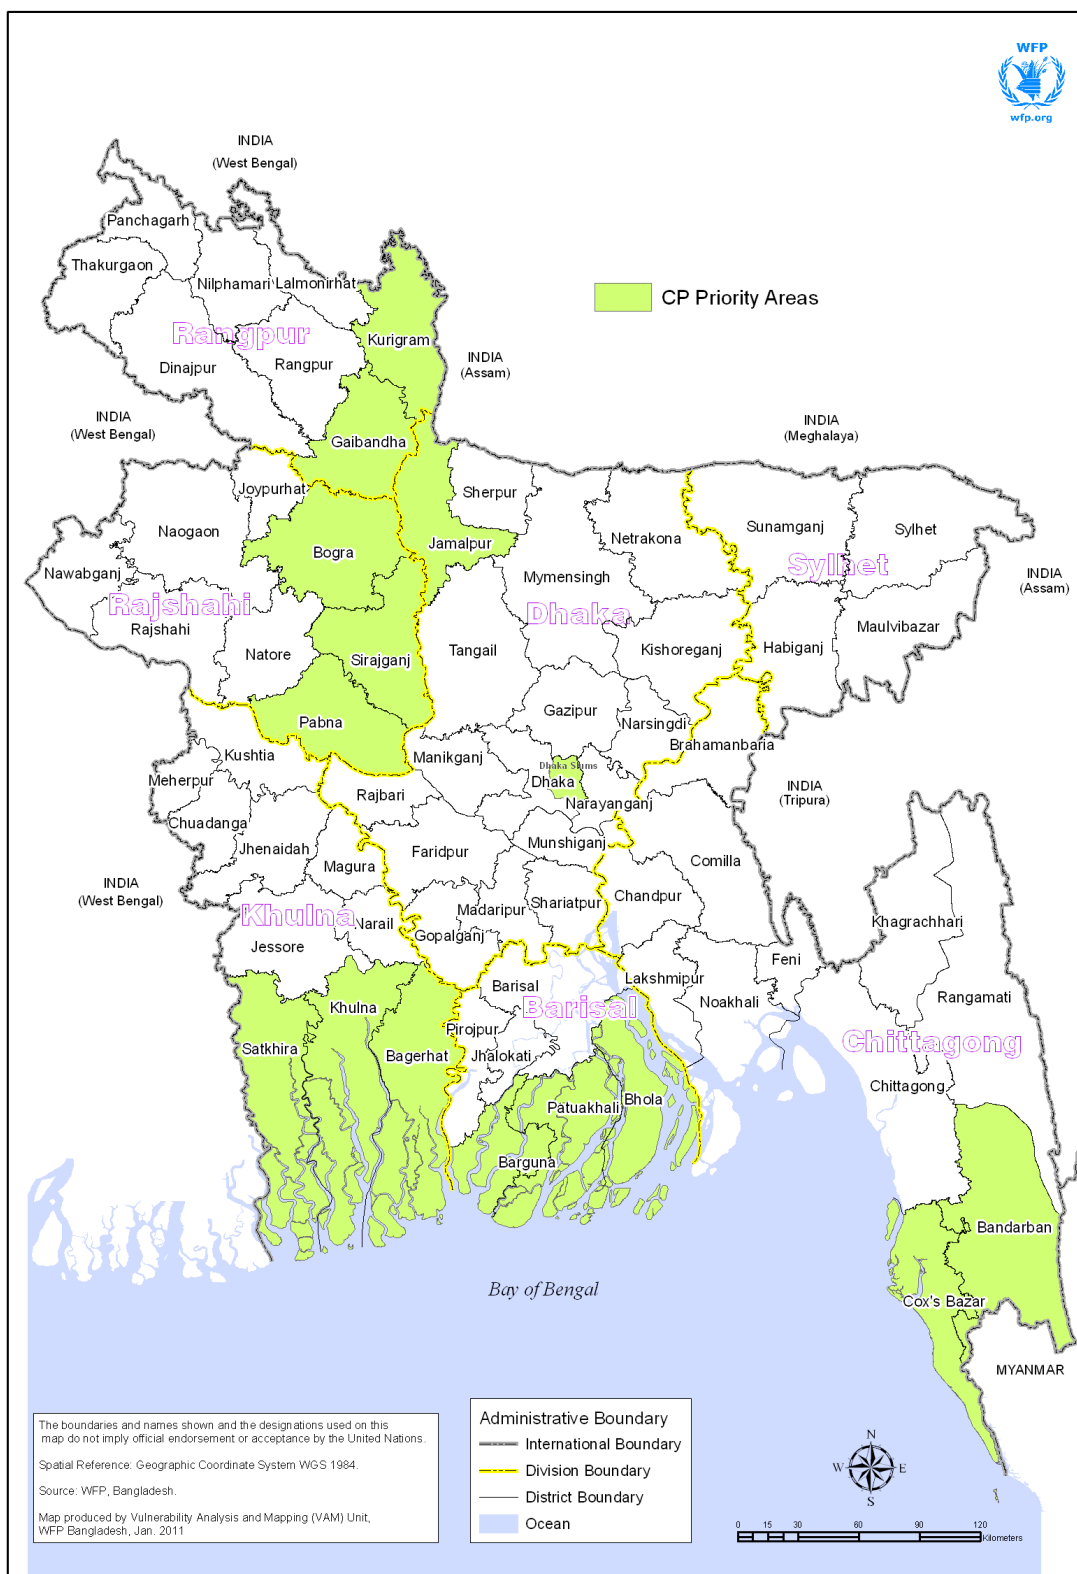 WFP
wfp.org
INDIA
(West Bengal)
Panchagarh
Thakurgaon
Nilphamari
Lalmonirhat
CP Priority Areas
Rangpur
Kurigram
Dinajpur
Rangpur
INDIA
(Assam)
INDIA
(West Bengal)
INDIA
(Meghalaya)
Gaibandha
Joypurhat
Sherpur
Naogaon
Sunamganj
Sylhet
Netrakona
Bogra
Jamalpur
Sylhet
Nawabganj
Mymensingh
INDIA
(Assam)
Rajshahi
Dhaka
Rajshahi
Maulvibazar
Natore
Sirajganj
Tangail
Kishoreganj
Habiganj
Pabna
Gazipur
Narsingdi
Brahamanbaria
Kushtia
Manikganj
Dhaka Slums
Meherpur
Dhaka
INDIA
(Tripura)
Rajbari
Narayanganj
Chuadanga
Jhenaidah
Faridpur
Munshiganj
Magura
Comilla
INDIA
(West Bengal)
Chandpur
Shariatpur
Madaripur
Khulna
Narail
Gopalganj
Khagrachhari
Jessore
Feni
Lakshmipur
Barisal
Rangamati
Noakhali
Khulna
Barisal
Pirojpur
Chittagong
Satkhira
Bagerhat
Jhalokati
Chittagong
Bhola
Patuakhali
Barguna
Bandarban
Bay of Bengal
Cox's Bazar
MYANMAR
The boundaries and names shown and the designations used on this
map do not imply official endorsement or acceptance by the United Nations.
Spatial Reference: Geographic Coordinate System WGS 1984.
Source: WFP, Bangladesh.
Map produced by Vulnerability Analysis and Mapping (VAM) Unit,
WFP Bangladesh, Jan. 2011
Administrative Boundary
International Boundary
Division Boundary
District Boundary
Ocean
N
W E
S
0 15 30 60 90 120
Kilometers